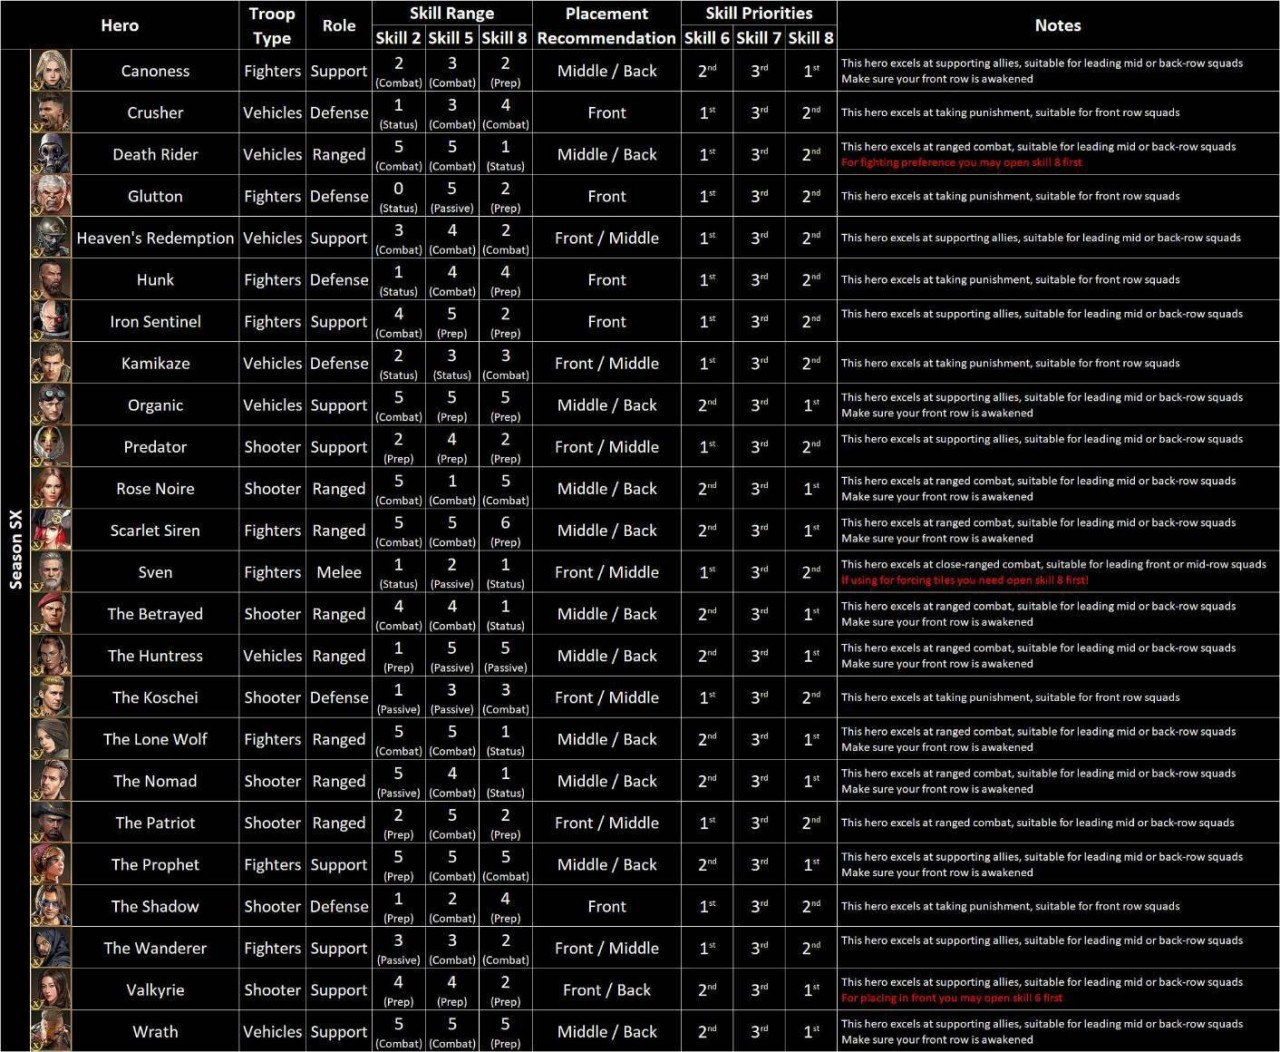 Hero Troop Type Role Skill Range Placement Recommendation Skill Priorities Notes
Skill 2 Skill 5 Skill 8 Skill 6 Skill 7 Skill 8
Season SX
Canoness Fighters Support 2 (Combat) 3 (Combat) 2 (Prep) Middle / Back 2nd 3rd 1st This hero excels at supporting allies, suitable for leading mid or back-row squads
Make sure your front row is awakened
Crusher Vehicles Defense 1 (Status) 3 (Combat) 4 (Combat) Front 1st 3rd 2nd This hero excels at taking punishment, suitable for front row squads
Death Rider Vehicles Ranged 5 (Combat) 5 (Combat) 1 (Status) Middle / Back 1st 3rd 2nd This hero excels at ranged combat, suitable for leading mid or back-row squads
For fighting preference you may open skill 8 first
Glutton Fighters Defense 0 (Status) 5 (Passive) 2 (Prep) Front 1st 3rd 2nd This hero excels at taking punishment, suitable for front row squads
Heaven's Redemption Vehicles Support 3 (Combat) 4 (Combat) 2 (Combat) Front / Middle 1st 3rd 2nd This hero excels at supporting allies, suitable for leading mid or back-row squads
Hunk Fighters Defense 1 (Status) 4 (Combat) 4 (Prep) Front 1st 3rd 2nd This hero excels at taking punishment, suitable for front row squads
Iron Sentinel Fighters Support 4 (Combat) 5 (Prep) 2 (Prep) Front 1st 3rd 2nd This hero excels at supporting allies, suitable for leading mid or back-row squads
Kamikaze Vehicles Defense 2 (Status) 3 (Status) 3 (Combat) Front / Middle 1st 3rd 2nd This hero excels at taking punishment, suitable for front row squads
Organic Vehicles Support 5 (Combat) 5 (Prep) 5 (Prep) Middle / Back 2nd 3rd 1st This hero excels at supporting allies, suitable for leading mid or back-row squads
Make sure your front row is awakened
Predator Shooter Support 2 (Prep) 4 (Prep) 2 (Prep) Front / Middle 1st 3rd 2nd This hero excels at supporting allies, suitable for leading mid or back-row squads
Rose Noire Shooter Ranged 5 (Combat) 1 (Combat) 5 (Combat) Middle / Back 2nd 3rd 1st This hero excels at ranged combat, suitable for leading mid or back-row squads
Make sure your front row is awakened
Scarlet Siren Fighters Ranged 5 (Combat) 5 (Combat) 6 (Prep) Middle / Back 2nd 3rd 1st This hero excels at ranged combat, suitable for leading mid or back-row squads
Make sure your front row is awakened
Sven Fighters Melee 1 (Status) 2 (Passive) 1 (Status) Front / Middle 1st 3rd 2nd This hero excels at close-ranged combat, suitable for leading front or mid-row squads
If using for forcing tiles you need open skill 8 first!
The Betrayed Shooter Ranged 4 (Combat) 4 (Combat) 1 (Status) Middle / Back 2nd 3rd 1st This hero excels at ranged combat, suitable for leading mid or back-row squads
Make sure your front row is awakened
The Huntress Vehicles Ranged 1 (Prep) 5 (Passive) 5 (Passive) Middle / Back 2nd 3rd 1st This hero excels at ranged combat, suitable for leading mid or back-row squads
Make sure your front row is awakened
The Koschei Shooter Defense 1 (Passive) 3 (Passive) 3 (Combat) Front / Middle 1st 3rd 2nd This hero excels at taking punishment, suitable for front row squads
The Lone Wolf Fighters Ranged 5 (Combat) 5 (Combat) 1 (Status) Middle / Back 2nd 3rd 1st This hero excels at ranged combat, suitable for leading mid or back-row squads
Make sure your front row is awakened
The Nomad Shooter Ranged 5 (Passive) 4 (Combat) 1 (Status) Middle / Back 2nd 3rd 1st This hero excels at ranged combat, suitable for leading mid or back-row squads
Make sure your front row is awakened
The Patriot Shooter Ranged 2 (Prep) 5 (Combat) 2 (Prep) Front / Middle 1st 3rd 2nd This hero excels at ranged combat, suitable for leading mid or back-row squads
The Prophet Fighters Support 5 (Prep) 5 (Combat) 5 (Combat) Middle / Back 2nd 3rd 1st This hero excels at supporting allies, suitable for leading mid or back-row squads
Make sure your front row is awakened
The Shadow Shooter Defense 1 (Prep) 2 (Combat) 4 (Prep) Front 1st 3rd 2nd This hero excels at taking punishment, suitable for front row squads
The Wanderer Fighters Support 3 (Passive) 3 (Combat) 2 (Combat) Front / Middle 1st 3rd 2nd This hero excels at supporting allies, suitable for leading mid or back-row squads
Valkyrie Shooter Support 4 (Prep) 4 (Prep) 2 (Prep) Front / Back 2nd 3rd 1st This hero excels at supporting allies, suitable for leading mid or back-row squads
For placing in front you may open skill 6 first
Wrath Vehicles Support 5 (Combat) 5 (Combat) 5 (Prep) Middle / Back 2nd 3rd 1st This hero excels at supporting allies, suitable for leading mid or back-row squads
Make sure your front row is awakened